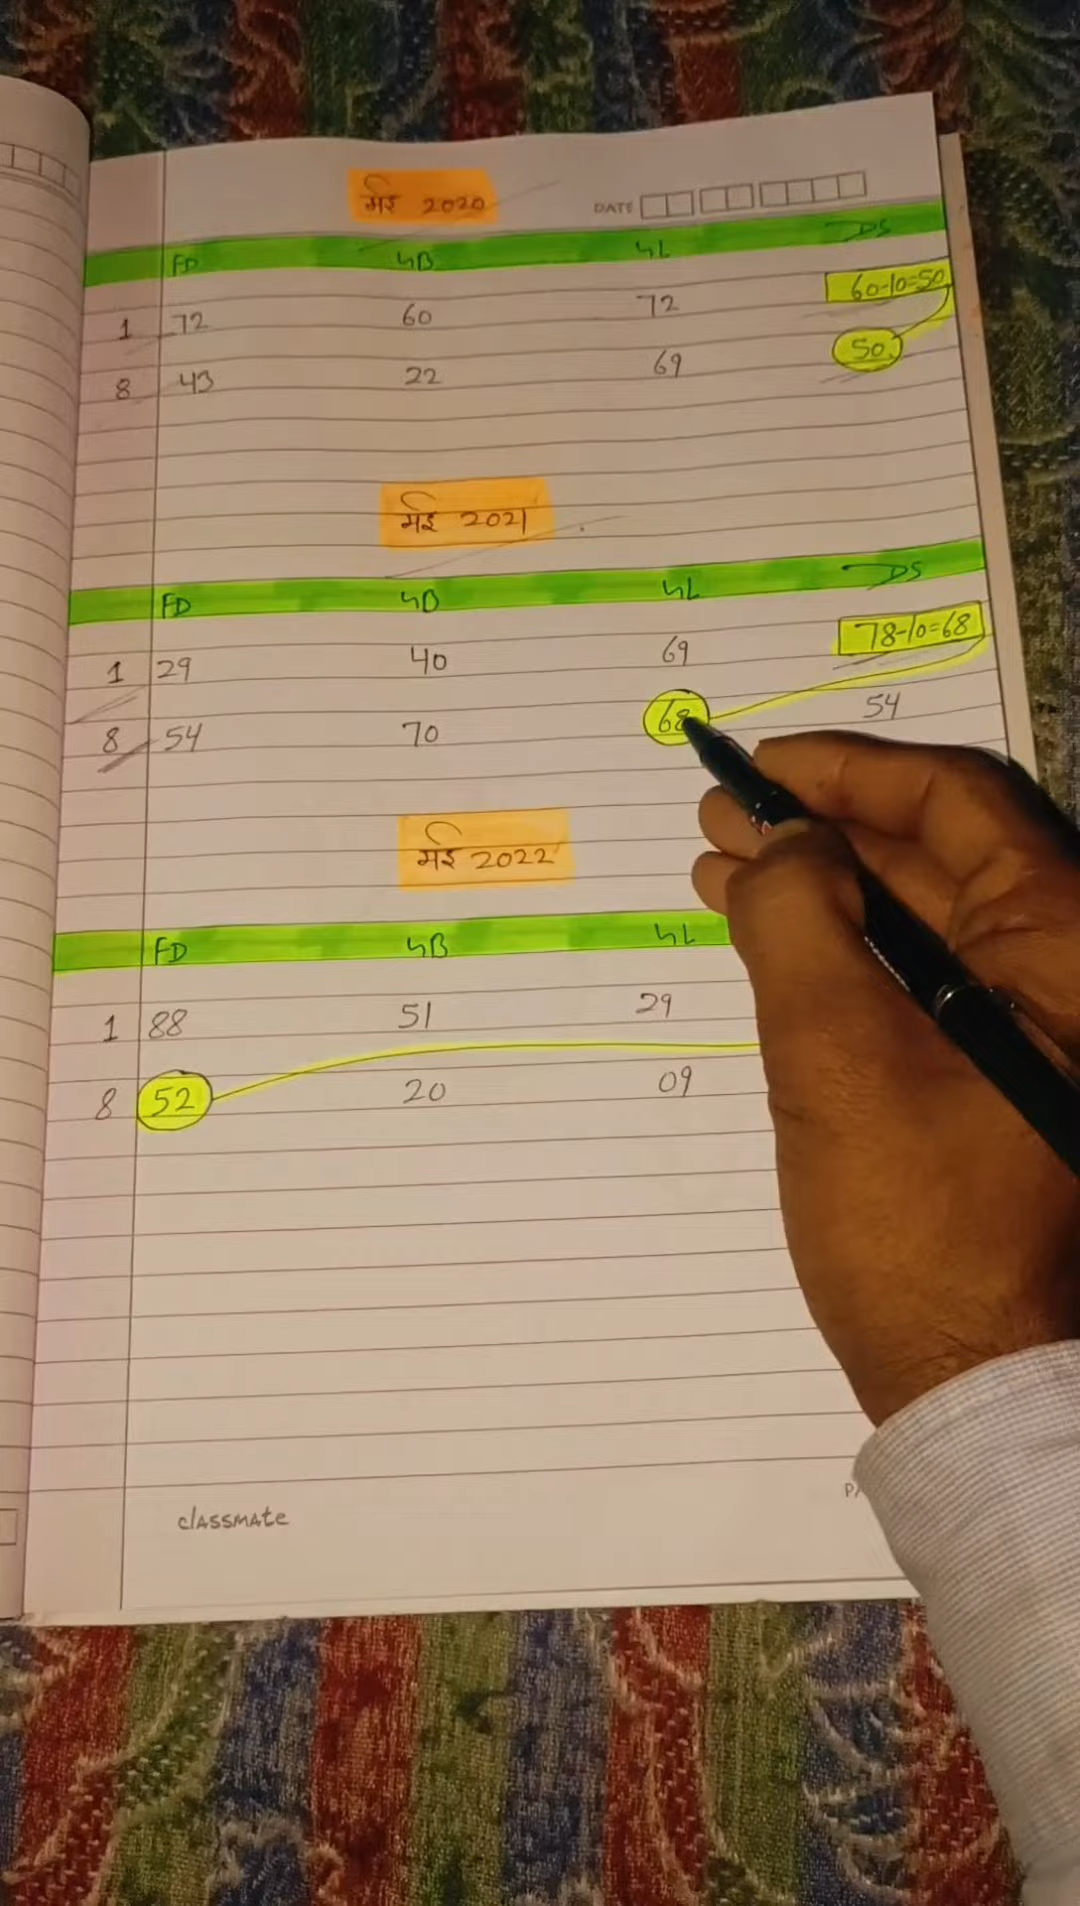 मई 2020
DATE
FD GB GL DS
1 72 60 72 60-10=50
8 43 22 69 50
मई 2021
FD GB GL DS
1 29 40 69 78-10=68
8 54 70 68 54
मई 2022
FD GB GL
1 88 51 29
8 52 20 09
classmate